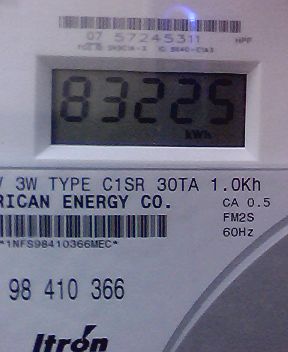 07 57245311 HPF
83225
kWh
V 3W TYPE C1SR 30TA 1.0Kh
RICAN ENERGY CO. CA 0.5
FM2S
*1NFS98410366MEC* 60Hz
98 410 366
Itron